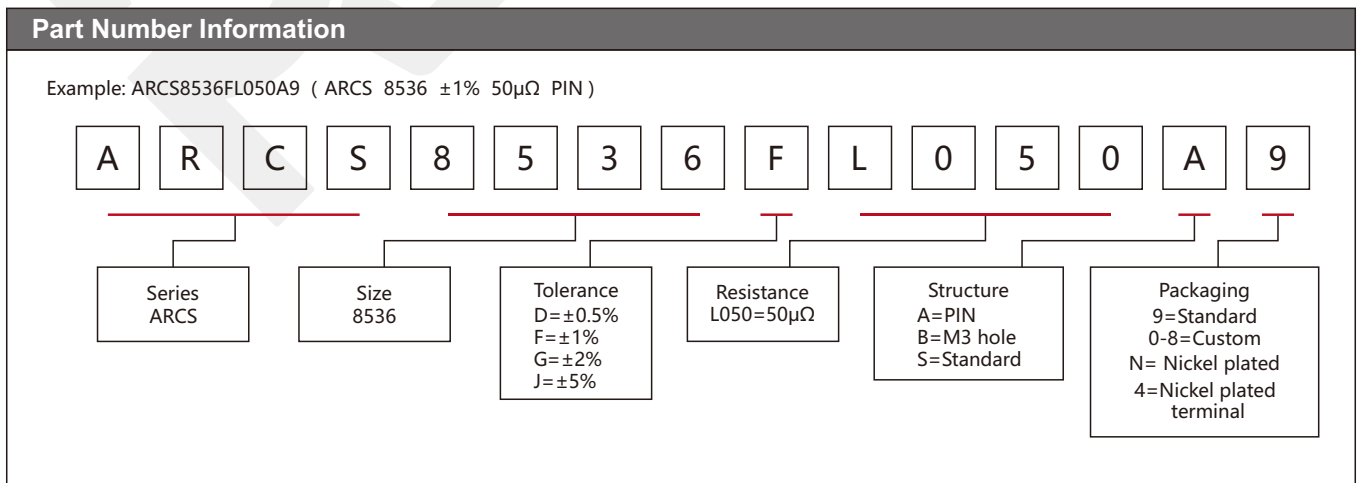 Part Number Information
Example: ARCS8536FL050A9 ( ARCS 8536 ±1% 50µΩ PIN )
A R C S 8 5 3 6 F L 0 5 0 A 9
Series
ARCS
Size
8536
Tolerance
D=±0.5%
F=±1%
G=±2%
J=±5%
Resistance
L050=50µΩ
Structure
A=PIN
B=M3 hole
S=Standard
Packaging
9=Standard
0-8=Custom
N= Nickel plated
4=Nickel plated
terminal